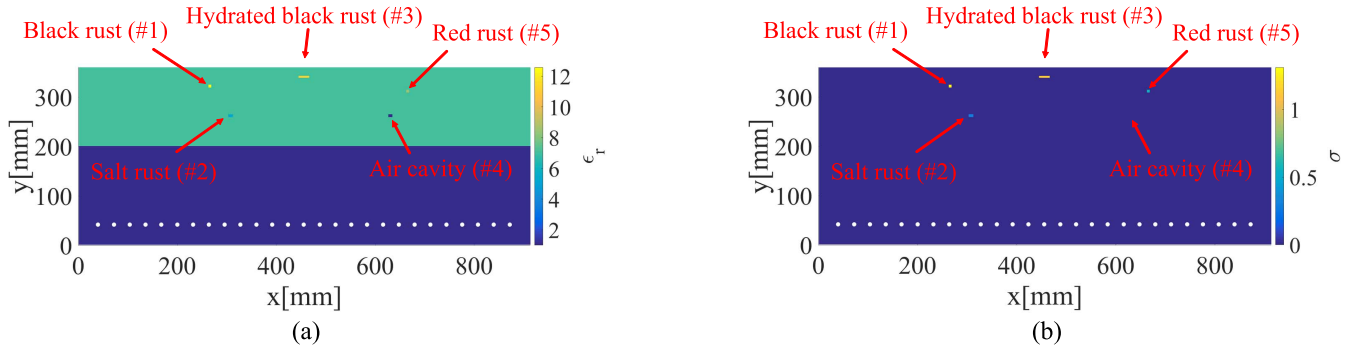 Hydrated black rust (#3)
Black rust (#1)
Red rust (#5)
Salt rust (#2)
Air cavity (#4)
y[mm]
300
200
100
0
0 200 400 600 800
x[mm]
12
10
8
6
4
2
ϵr
(a)
Hydrated black rust (#3)
Black rust (#1)
Red rust (#5)
Salt rust (#2)
Air cavity (#4)
y[mm]
300
200
100
0
0 200 400 600 800
x[mm]
1
0.5
0
σ
(b)